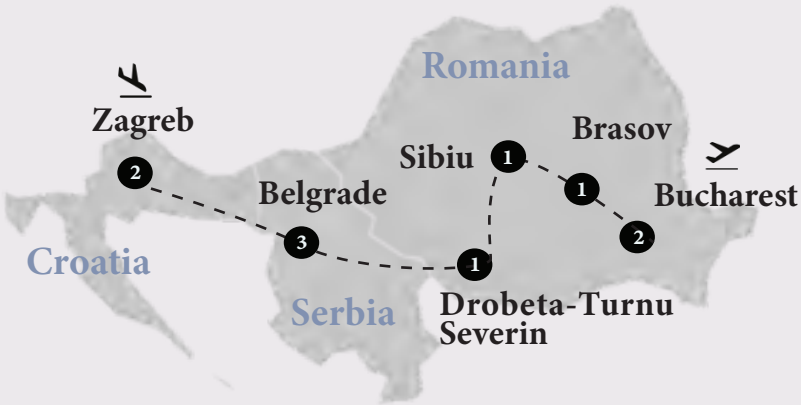 Romania
Zagreb
2
Brasov
Sibiu
1
1
Bucharest
2
Belgrade
3
Croatia
1
Serbia
Drobeta-Turnu
Severin